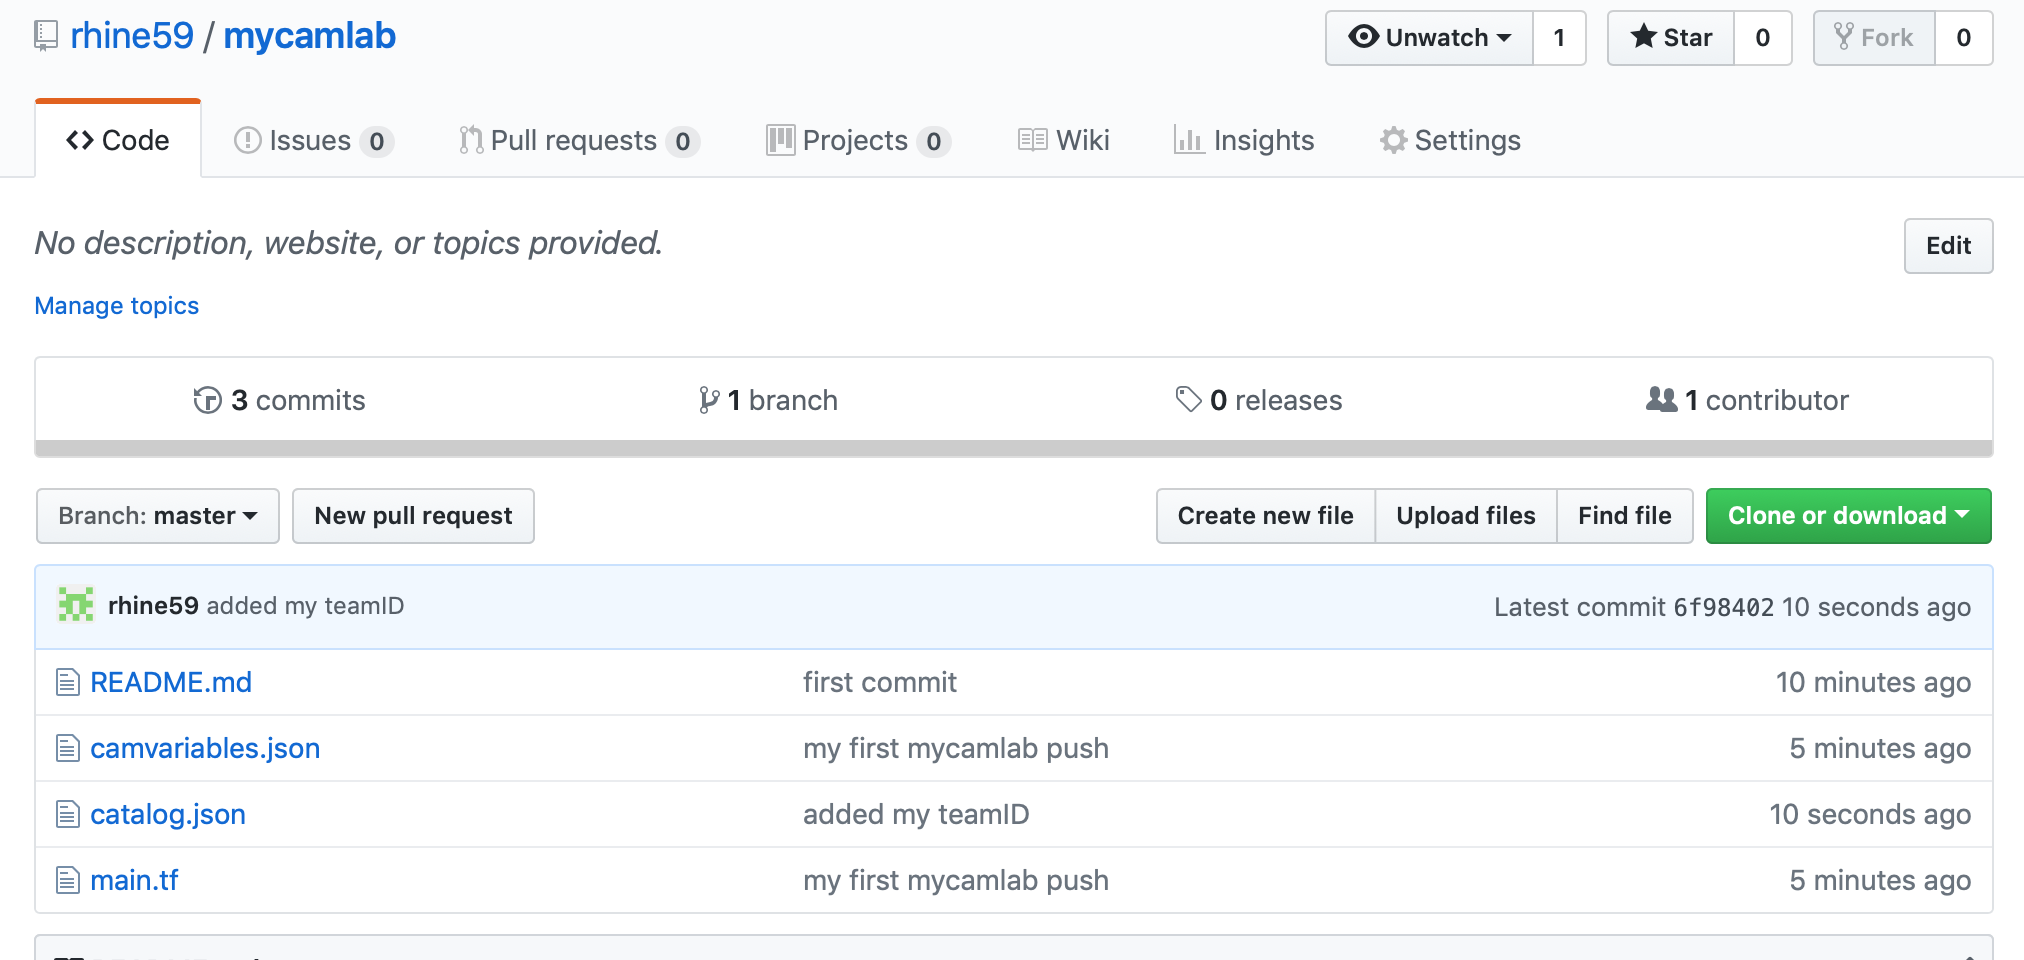 rhine59 / mycamlab
Unwatch 1 Star 0 Fork 0
Code Issues 0 Pull requests 0 Projects 0 Wiki Insights Settings
No description, website, or topics provided.
Edit
Manage topics
3 commits 1 branch 0 releases 1 contributor
Branch: master New pull request Create new file Upload files Find file Clone or download
rhine59 added my teamID Latest commit 6f98402 10 seconds ago
README.md first commit 10 minutes ago
camvariables.json my first mycamlab push 5 minutes ago
catalog.json added my teamID 10 seconds ago
main.tf my first mycamlab push 5 minutes ago